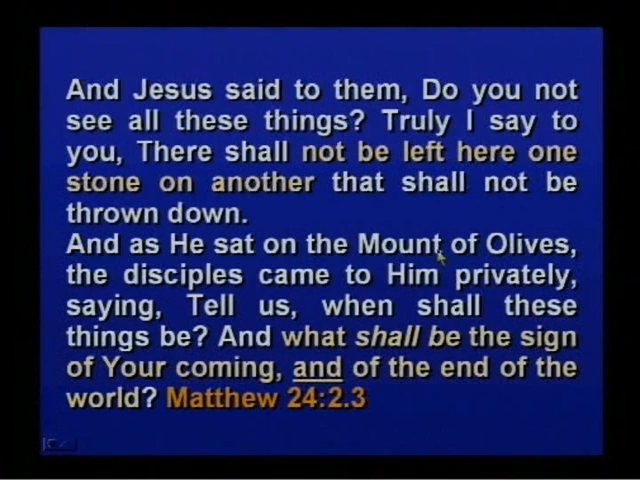 And Jesus said to them, Do you not
see all these things? Truly I say to
you, There shall not be left here one
stone on another that shall not be
thrown down.
And as He sat on the Mount of Olives,
the disciples came to Him privately,
saying, Tell us, when shall these
things be? And what shall be the sign
of Your coming, and of the end of the
world? Matthew 24:2.3